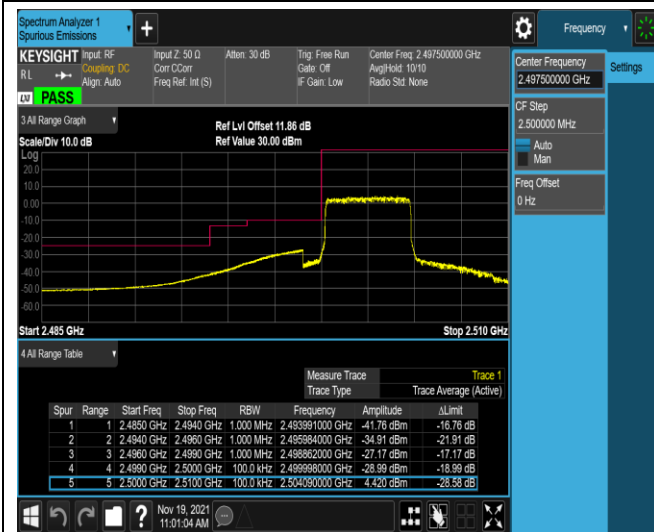 Spectrum Analyzer 1
Spurious Emissions
Frequency
KEYSIGHT
RL
Input: RF
Coupling: DC
Align: Auto
Input Z: 50 Ω
Corr CCorr
Freq Ref: Int (S)
Atten: 30 dB
Trig: Free Run
Gate: Off
IF Gain: Low
Center Freq: 2.497500000 GHz
Avg|Hold: 10/10
Radio Std: None
LXI PASS
Center Frequency
2.497500000 GHz
Settings
CF Step
2.500000 MHz
Auto
Man
Freq Offset
0 Hz
3 All Range Graph
Scale/Div 10.0 dB
Ref Lvl Offset 11.86 dB
Ref Value 30.00 dBm
Log
20.0
10.0
0.00
-10.0
-20.0
-30.0
-40.0
-50.0
-60.0
Start 2.485 GHz
Stop 2.510 GHz
4 All Range Table
Measure Trace Trace 1
Trace Type Trace Average (Active)
Spur Range Start Freq Stop Freq RBW Frequency Amplitude ΔLimit
1 1 2.4850 GHz 2.4940 GHz 1.000 MHz 2.493991000 GHz -41.76 dBm -16.76 dB
2 2 2.4940 GHz 2.4960 GHz 1.000 MHz 2.495984000 GHz -34.91 dBm -21.91 dB
3 3 2.4960 GHz 2.4990 GHz 1.000 MHz 2.498862000 GHz -27.17 dBm -17.17 dB
4 4 2.4990 GHz 2.5000 GHz 100.0 kHz 2.499998000 GHz -28.99 dBm -18.99 dB
5 5 2.5000 GHz 2.5100 GHz 100.0 kHz 2.504090000 GHz 4.420 dBm -28.58 dB
Nov 19, 2021
11:01:04 AM